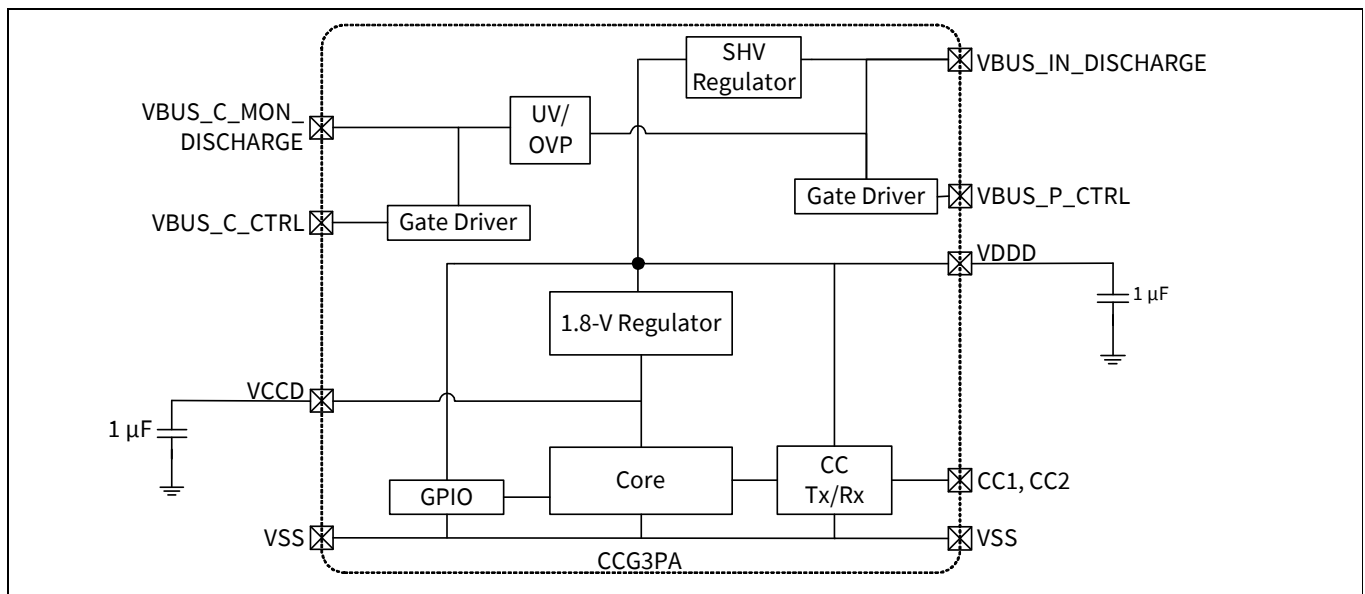 SHV
Regulator
VBUS_IN_DISCHARGE
VBUS_C_MON_
DISCHARGE
UV/
OVP
Gate Driver
VBUS_P_CTRL
VBUS_C_CTRL
Gate Driver
VDDD
1 µF
1.8-V Regulator
VCCD
1 µF
Core
CC
Tx/Rx
CC1, CC2
GPIO
VSS
VSS
CCG3PA